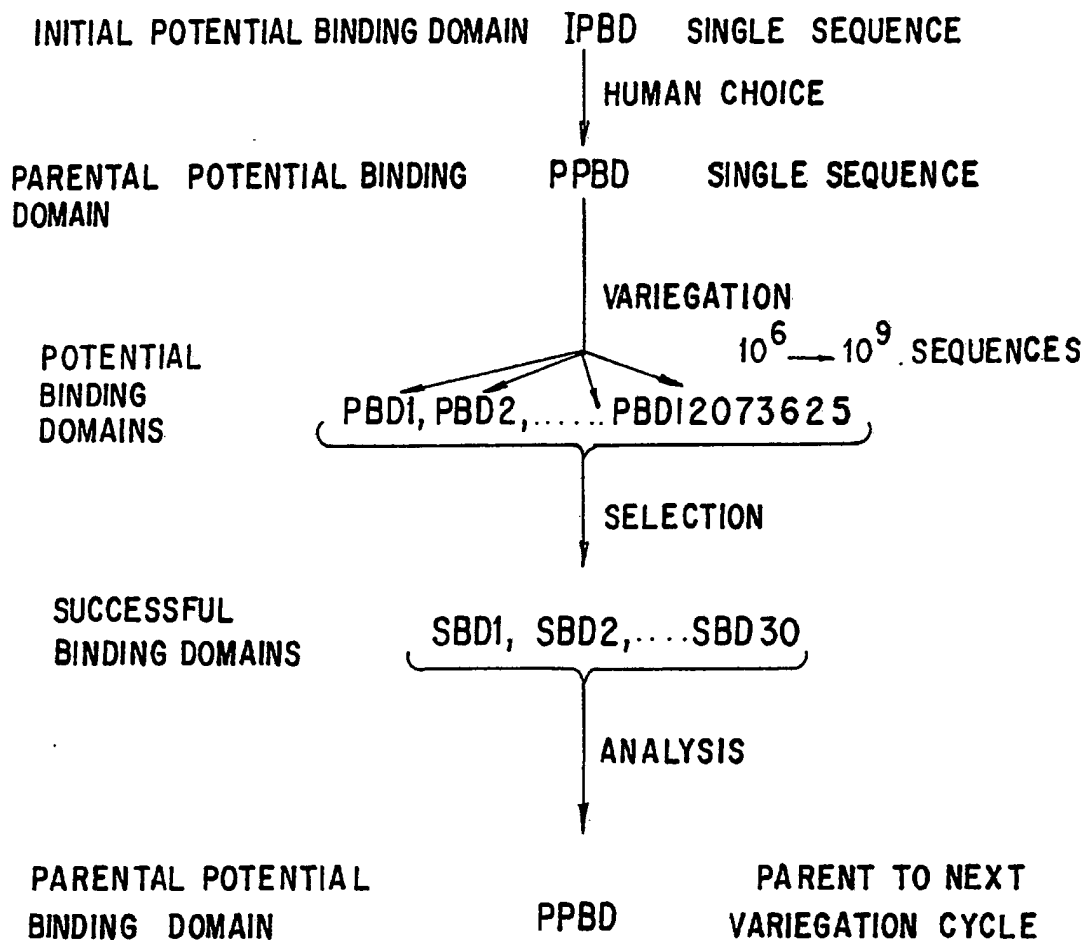 INITIAL POTENTIAL BINDING DOMAIN IPBD SINGLE SEQUENCE
HUMAN CHOICE
PARENTAL POTENTIAL BINDING DOMAIN
PPBD
SINGLE SEQUENCE
VARIEGATION
10^6 → 10^9 . SEQUENCES
POTENTIAL
BINDING
DOMAINS
PBD1, PBD2,...... PBD12073625
SELECTION
SUCCESSFUL
BINDING DOMAINS
SBD1, SBD2,....SBD30
ANALYSIS
PARENTAL POTENTIAL
BINDING DOMAIN
PPBD
PARENT TO NEXT
VARIEGATION CYCLE